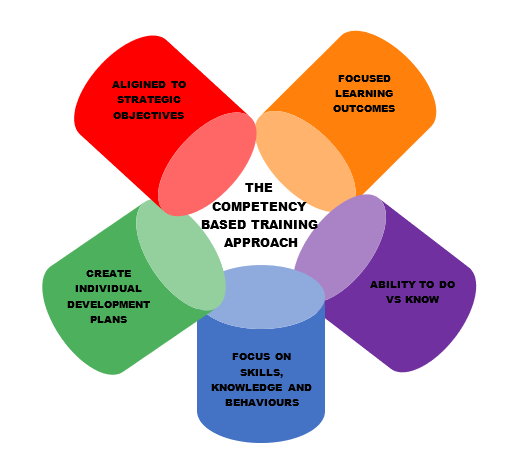 ALIGINED TO
STRATEGIC
OBJECTIVES
FOCUSED
LEARNING
OUTCOMES
THE
COMPETENCY
BASED TRAINING
APPROACH
CREATE
INDIVIDUAL
DEVELOPMENT
PLANS
ABILITY TO DO
VS KNOW
FOCUS ON
SKILLS,
KNOWLEDGE AND
BEHAVIOURS